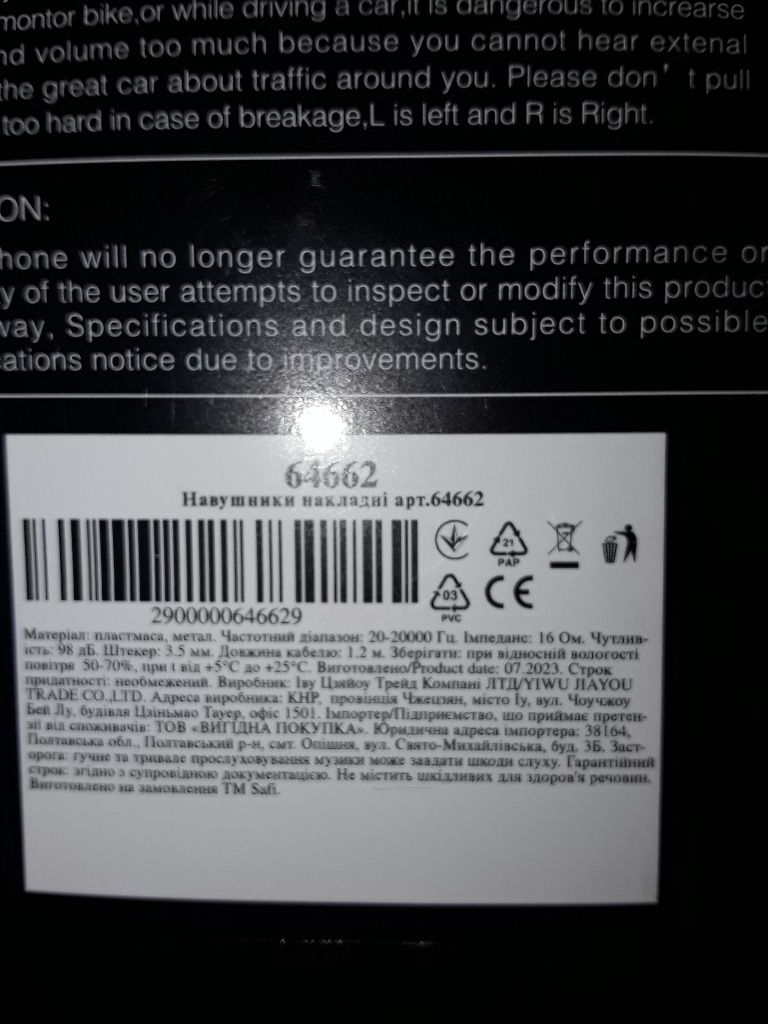 montor bike,or while driving a car,it is dangerous to increarse
nd volume too much because you cannot hear extenal
the great car about traffic around you. Please don't pull
too hard in case of breakage,L is left and R is Right.
ON:
hone will no longer guarantee the performance or
y of the user attempts to inspect or modify this product
way, Specifications and design subject to possible
ations notice due to improvements.
64662
Навушники накладні арт.64662
21
PAP
03
PVC
CE
2900000646629
Матеріал: пластмаса, метал. Частотний діапазон: 20-20000 Гц. Імпеданс: 16 Ом. Чутлив-
ість: 98 дБ. Штекер: 3.5 мм. Довжина кабелю: 1.2 м. Зберігати: при відносній вологості
повітря 50-70%, при t від +5°C до +25°C. Виготовлено/Product date: 07.2023. Строк
придатності: необмежений. Виробник: Іву Цзяйоу Трейд Компані ЛТД/YIWU JIAYOU
TRADE CO.,LTD. Адреса виробника: КНР, провінція Чжецзян, місто Іу, вул. Чоучжоу
Бей Лу, будівля Цзіньмао Тауер, офіс 1501. Імпортер/Підприємство, що приймає претен-
зії від споживачів: ТОВ «ВИГІДНА ПОКУПКА». Юридична адреса імпортера: 38164,
Полтавська обл., Полтавський р-н, смт. Опішня, вул. Свято-Михайлівська, буд. 3Б. Заст-
орога: гучне та тривале прослуховування музики може завдати шкоди слуху. Гарантійний
строк: згідно з супровідною документацією. Не містить шкідливих для здоров'я речовин.
Виготовлено на замовлення ТМ Safi.